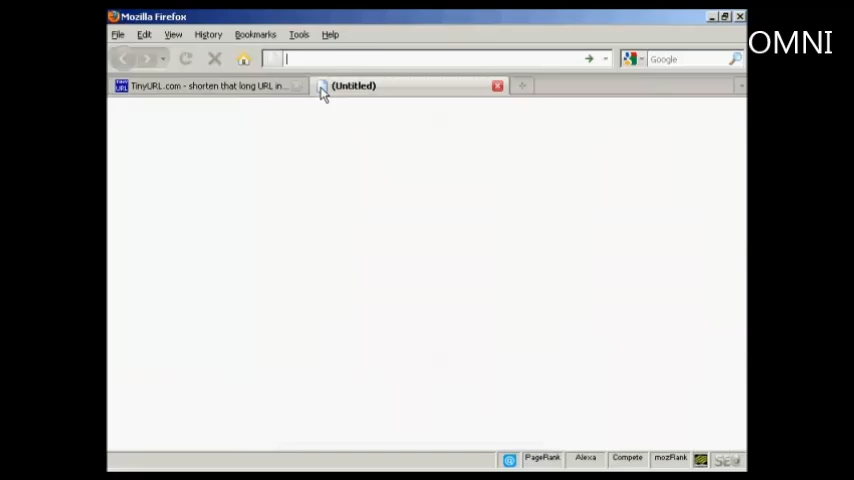 Mozilla Firefox
OMNI
File Edit View History Bookmarks Tools Help
Google
TinyURL.com - shorten that long URL in... (Untitled)
PageRank Alexa Compete mozRank SEO